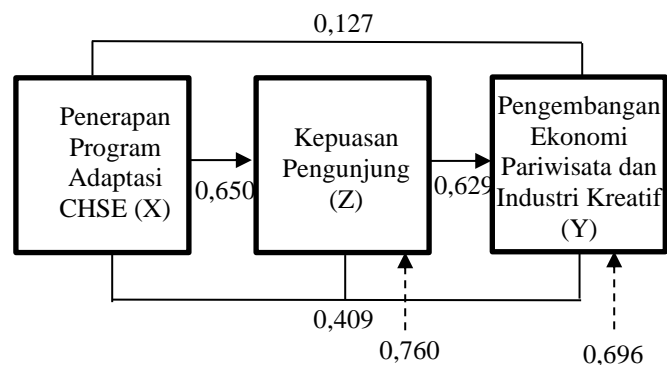 0,127
Penerapan
Program
Adaptasi
CHSE (X)
0,650
Kepuasan
Pengunjung
(Z)
0,629
Pengembangan
Ekonomi
Pariwisata dan
Industri Kreatif
(Y)
0,409
0,760
0,696